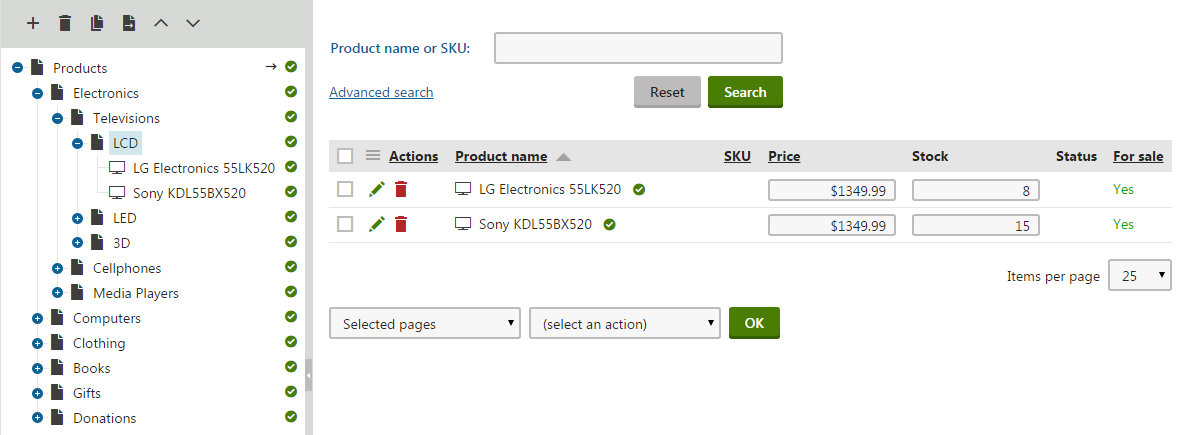 Products
Electronics
Televisions
LCD
LG Electronics 55LK520
Sony KDL55BX520
LED
3D
Cellphones
Media Players
Computers
Clothing
Books
Gifts
Donations
Product name or SKU:
Advanced search Reset Search
Actions Product name SKU Price Stock Status For sale
LG Electronics 55LK520 $1349.99 8 Yes
Sony KDL55BX520 $1349.99 15 Yes
Items per page 25
Selected pages (select an action) OK